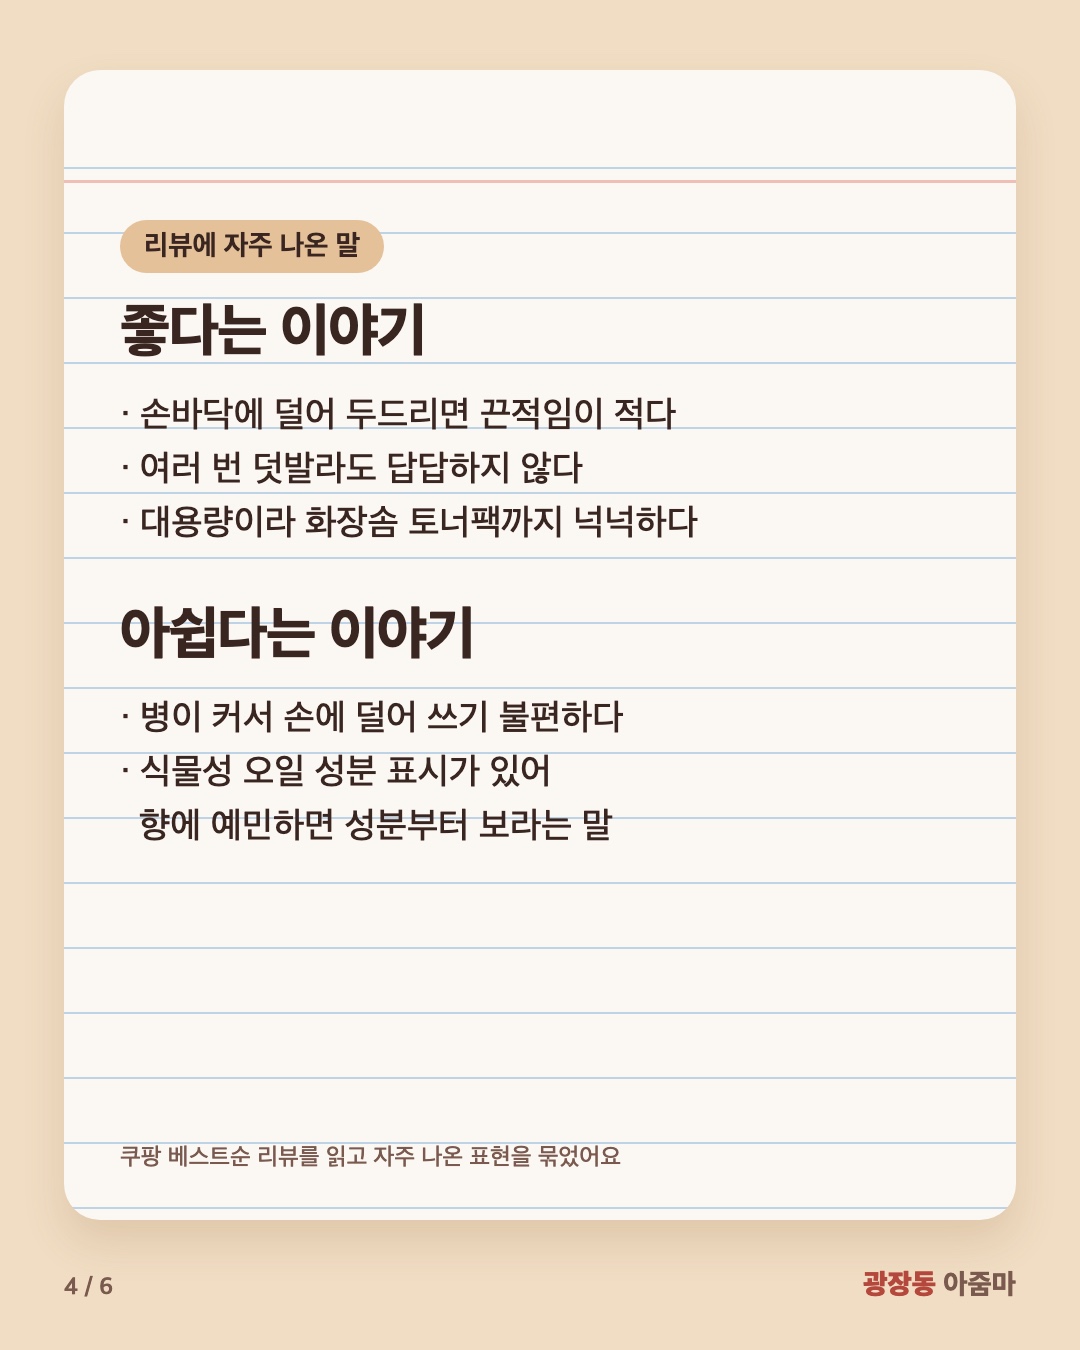 리뷰에 자주 나온 말
좋다는 이야기
· 손바닥에 덜어 두드리면 끈적임이 적다
· 여러 번 덧발라도 답답하지 않다
· 대용량이라 화장솜 토너팩까지 넉넉하다
아쉽다는 이야기
· 병이 커서 손에 덜어 쓰기 불편하다
· 식물성 오일 성분 표시가 있어
향에 예민하면 성분부터 보라는 말
쿠팡 베스트순 리뷰를 읽고 자주 나온 표현을 묶었어요
4 / 6
광장동 아줌마